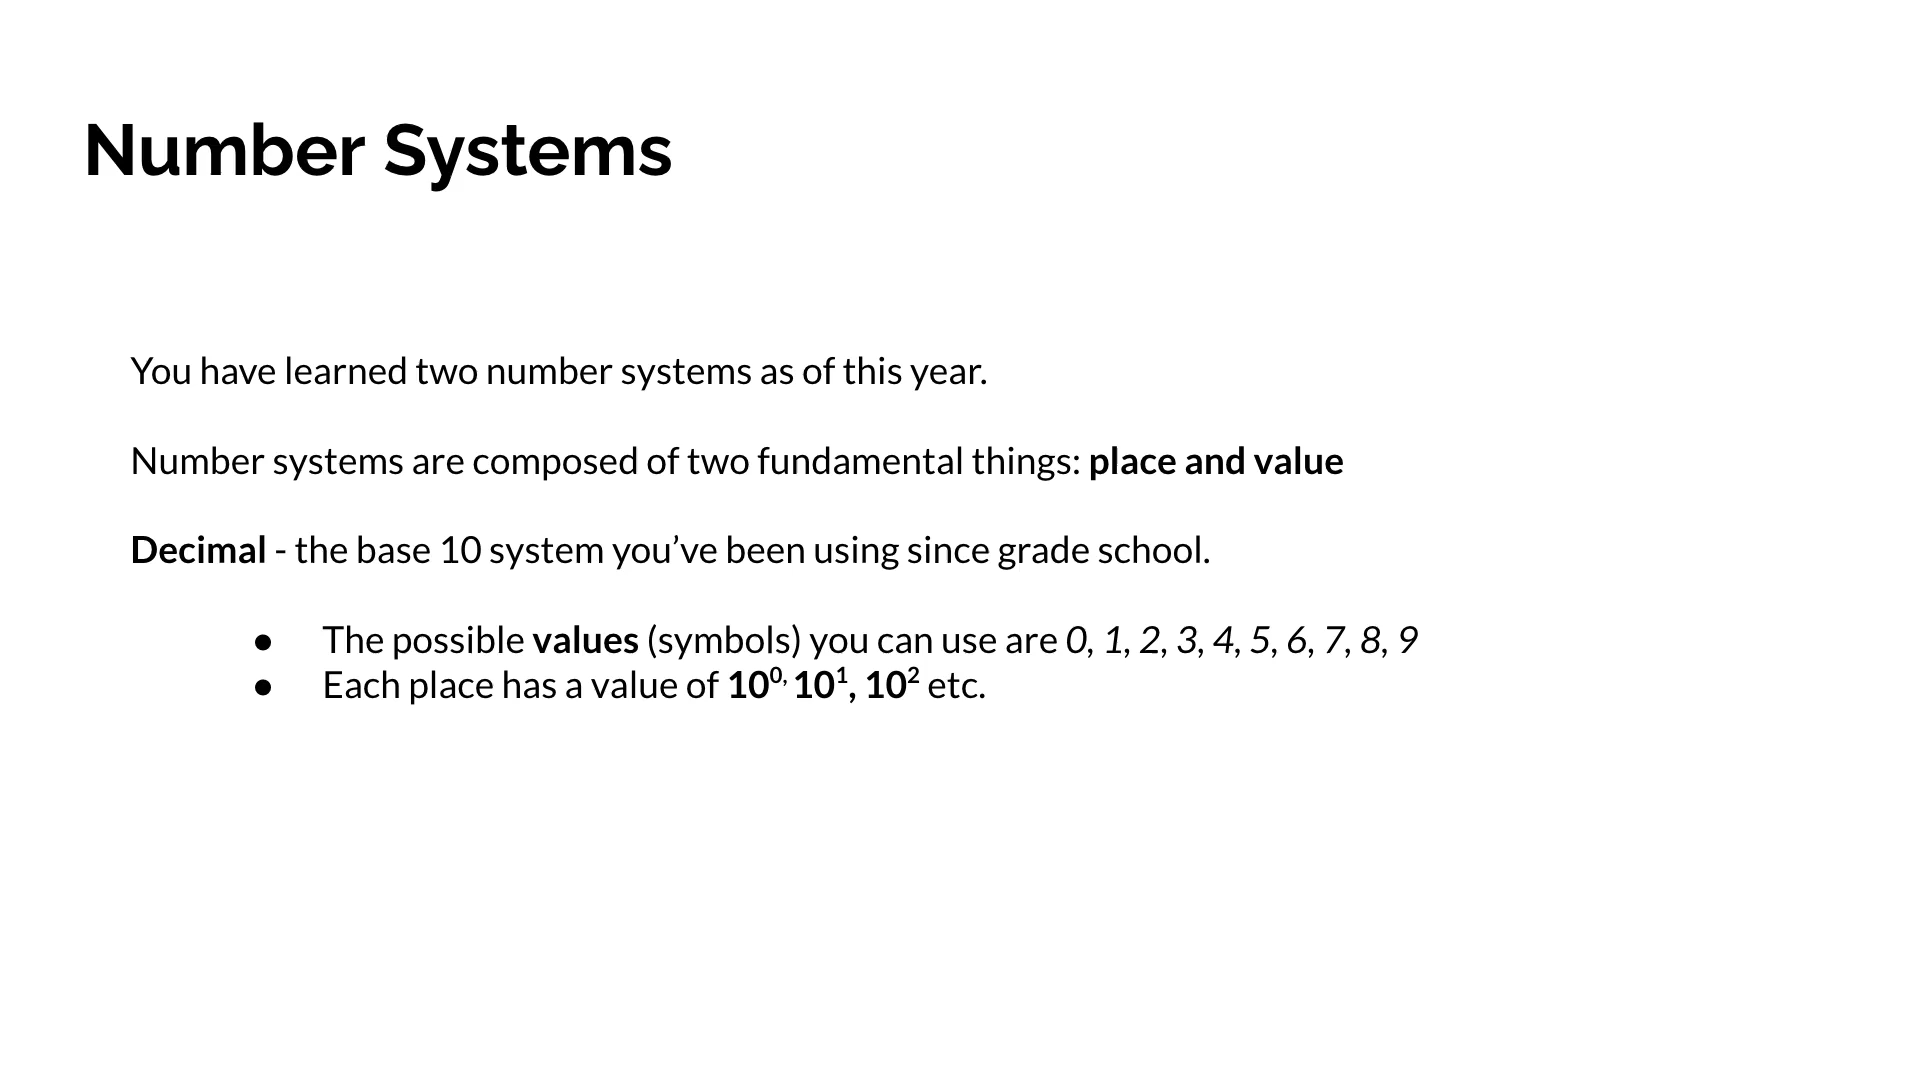 Number Systems
You have learned two number systems as of this year.
Number systems are composed of two fundamental things: place and value
Decimal - the base 10 system you’ve been using since grade school.
● The possible values (symbols) you can use are 0, 1, 2, 3, 4, 5, 6, 7, 8, 9
● Each place has a value of 10⁰, 10¹, 10² etc.